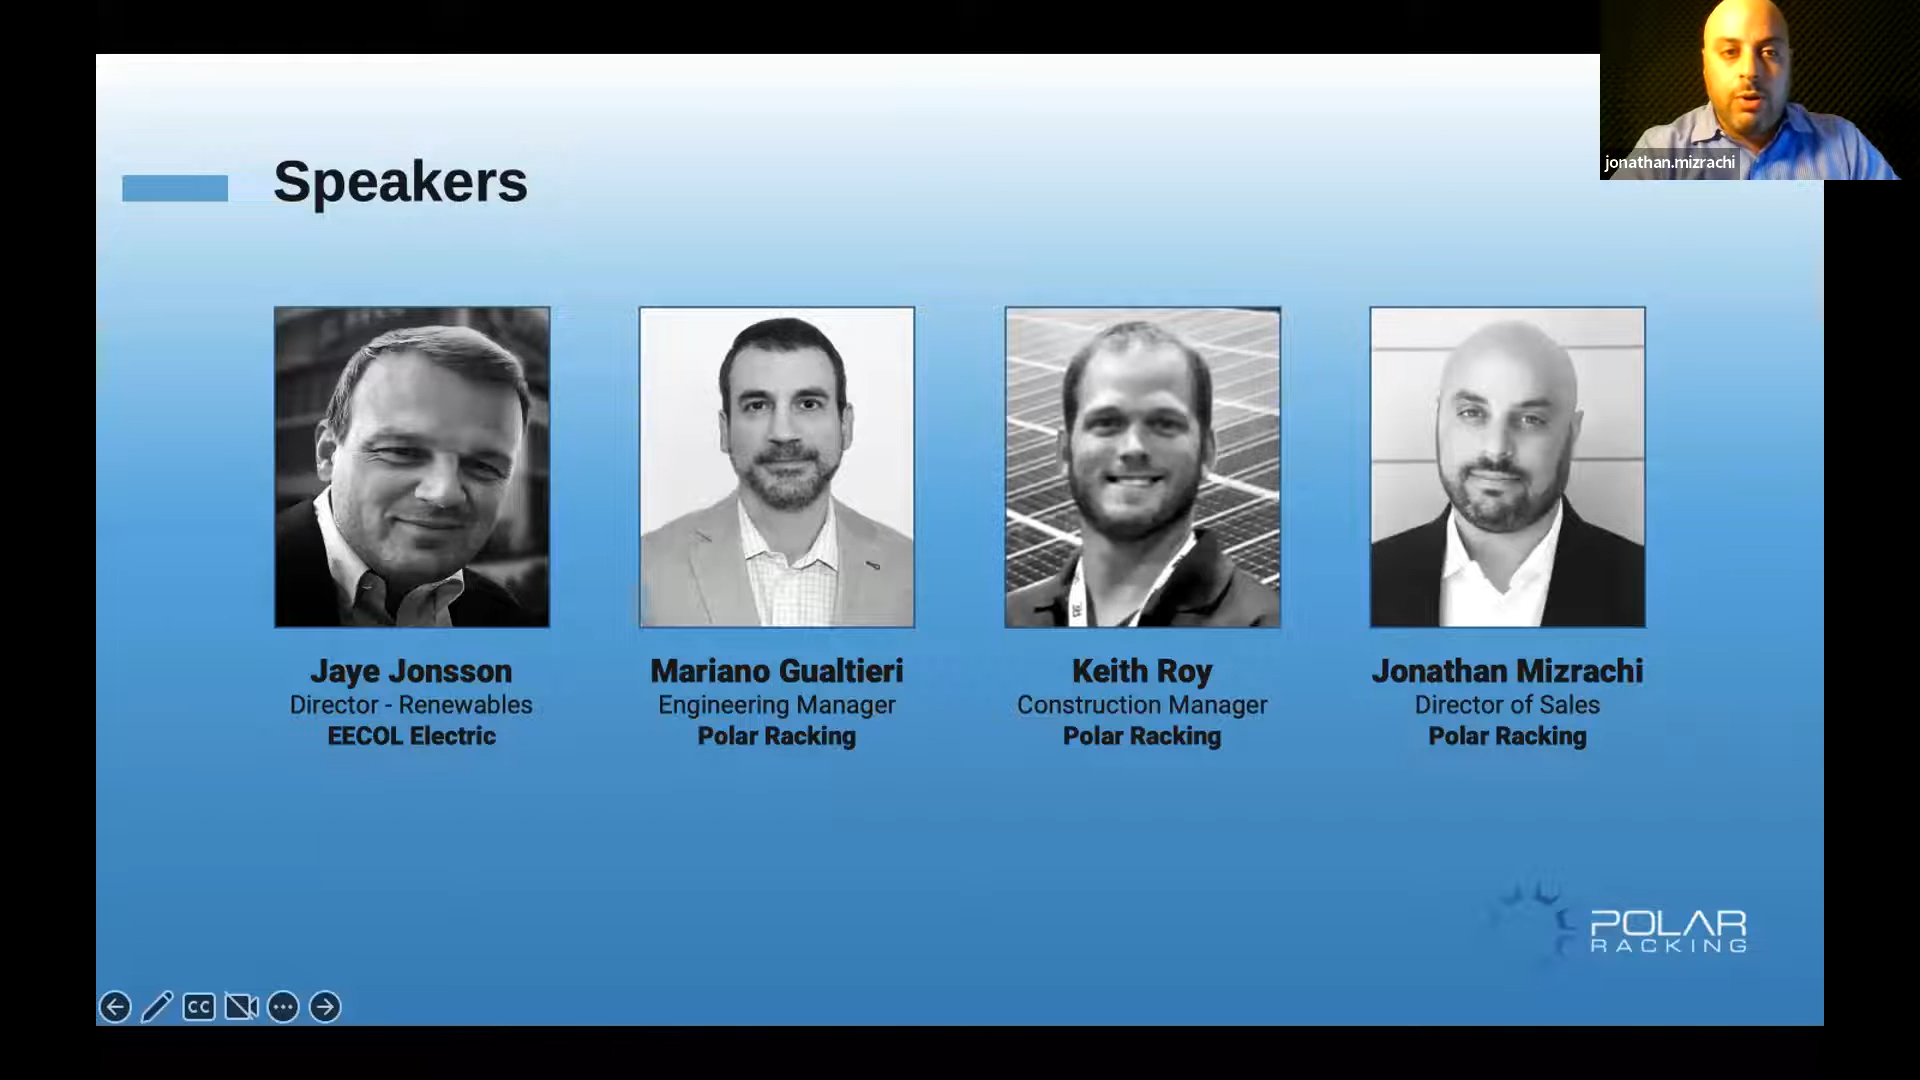 jonathan.mizrachi
Speakers
Jaye Jonsson
Director - Renewables
EECOL Electric
Mariano Gualtieri
Engineering Manager
Polar Racking
Keith Roy
Construction Manager
Polar Racking
Jonathan Mizrachi
Director of Sales
Polar Racking
POLAR
RACKING
CC